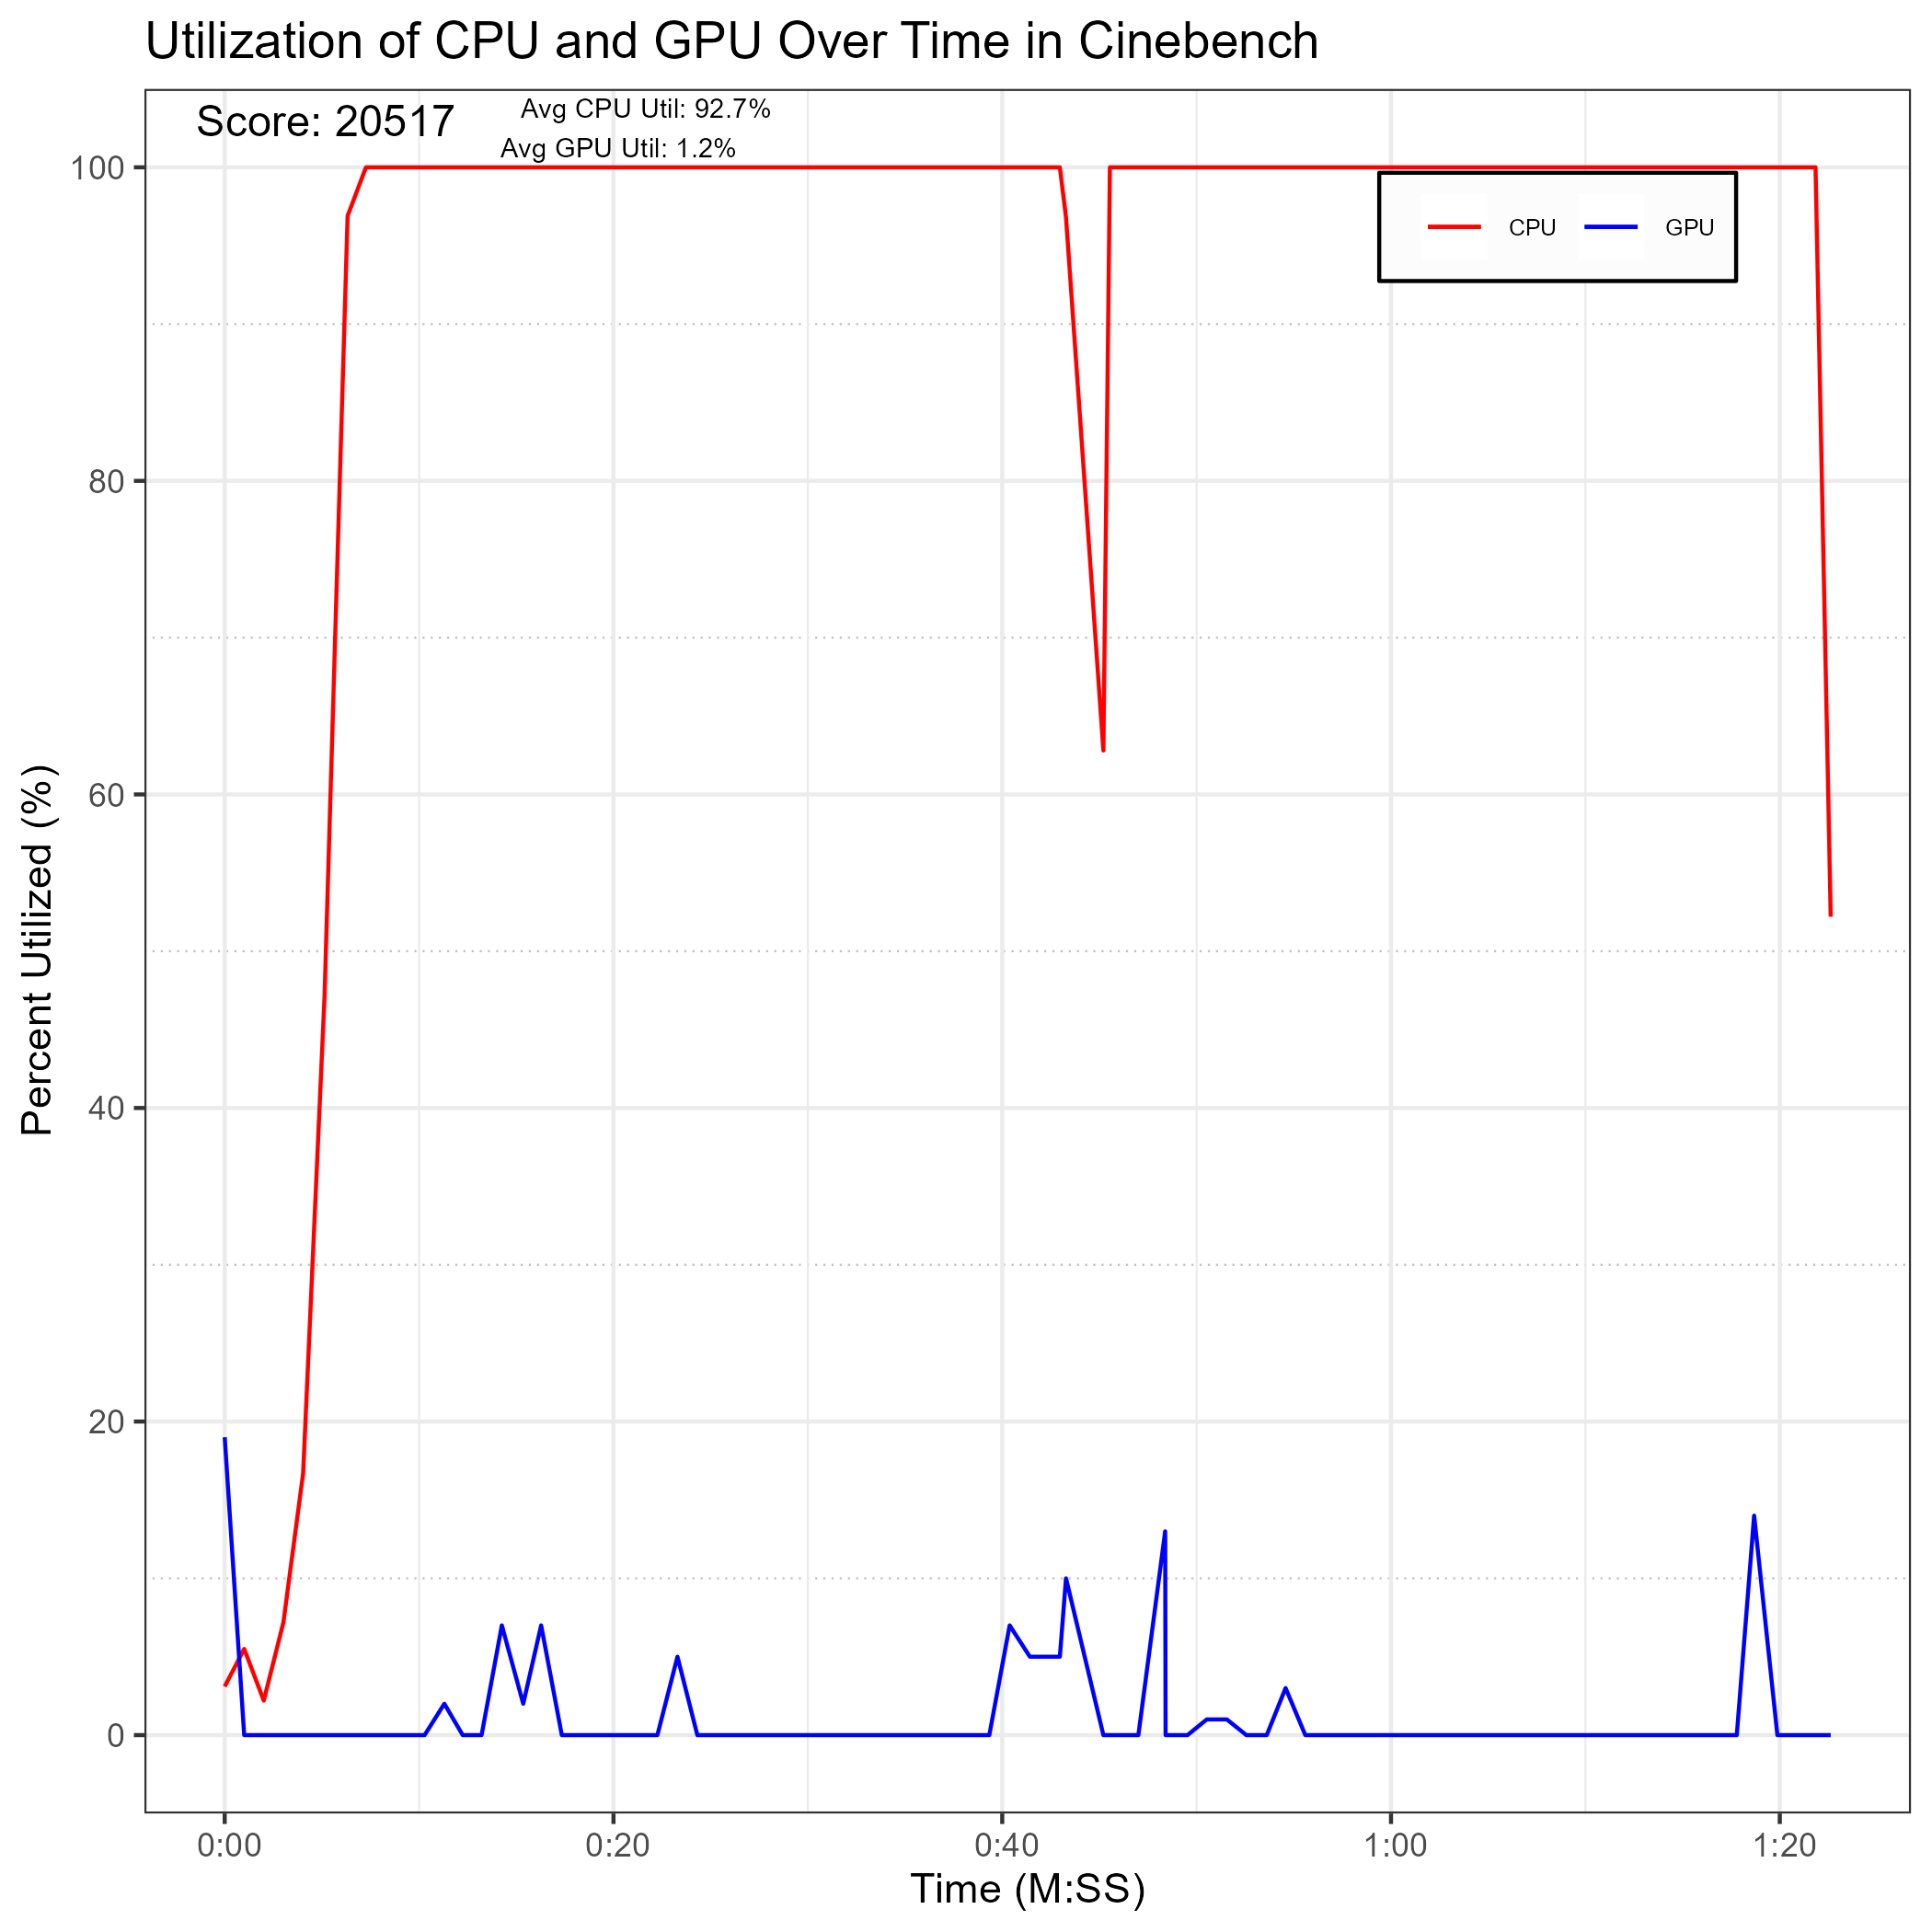 Utilization of CPU and GPU Over Time in Cinebench
Score: 20517
Avg CPU Util: 92.7%
Avg GPU Util: 1.2%
CPU
GPU
Percent Utilized (%)
100
80
60
40
20
0
0:00
0:20
0:40
1:00
1:20
Time (M:SS)